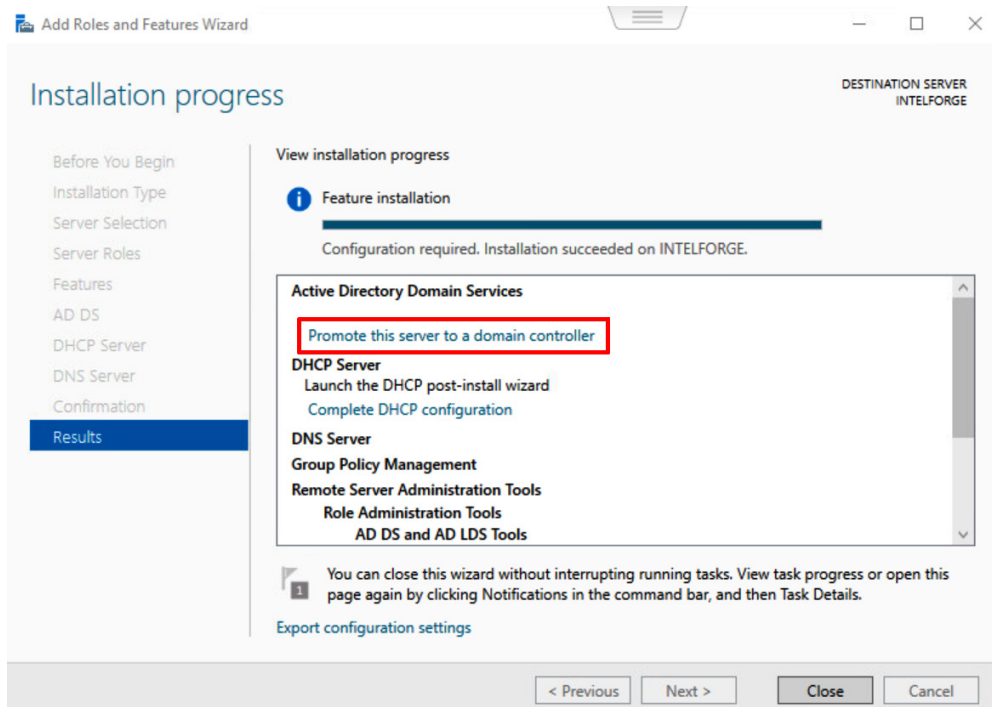 Add Roles and Features Wizard
Installation progress
DESTINATION SERVER
INTELFORGE
Before You Begin
Installation Type
Server Selection
Server Roles
Features
AD DS
DHCP Server
DNS Server
Confirmation
Results
View installation progress
Feature installation
Configuration required. Installation succeeded on INTELFORGE.
Active Directory Domain Services
Promote this server to a domain controller
DHCP Server
Launch the DHCP post-install wizard
Complete DHCP configuration
DNS Server
Group Policy Management
Remote Server Administration Tools
Role Administration Tools
AD DS and AD LDS Tools
1
You can close this wizard without interrupting running tasks. View task progress or open this
page again by clicking Notifications in the command bar, and then Task Details.
Export configuration settings
< Previous
Next >
Close
Cancel